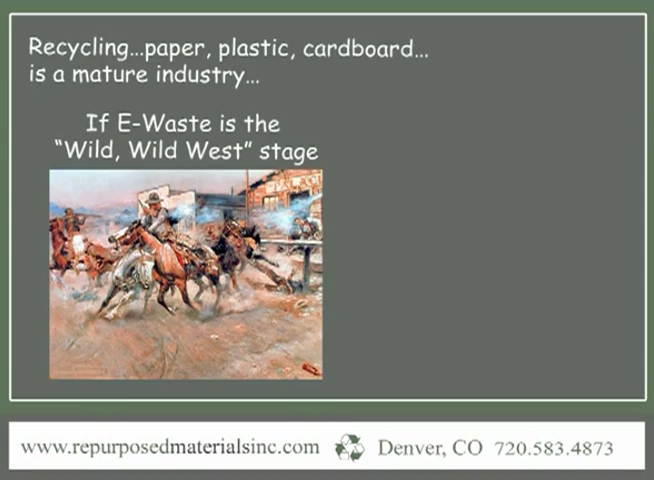 Recycling...paper, plastic, cardboard...
is a mature industry...
If E-Waste is the
“Wild, Wild West” stage
www.repurposedmaterialsinc.com Denver, CO 720.583.4873